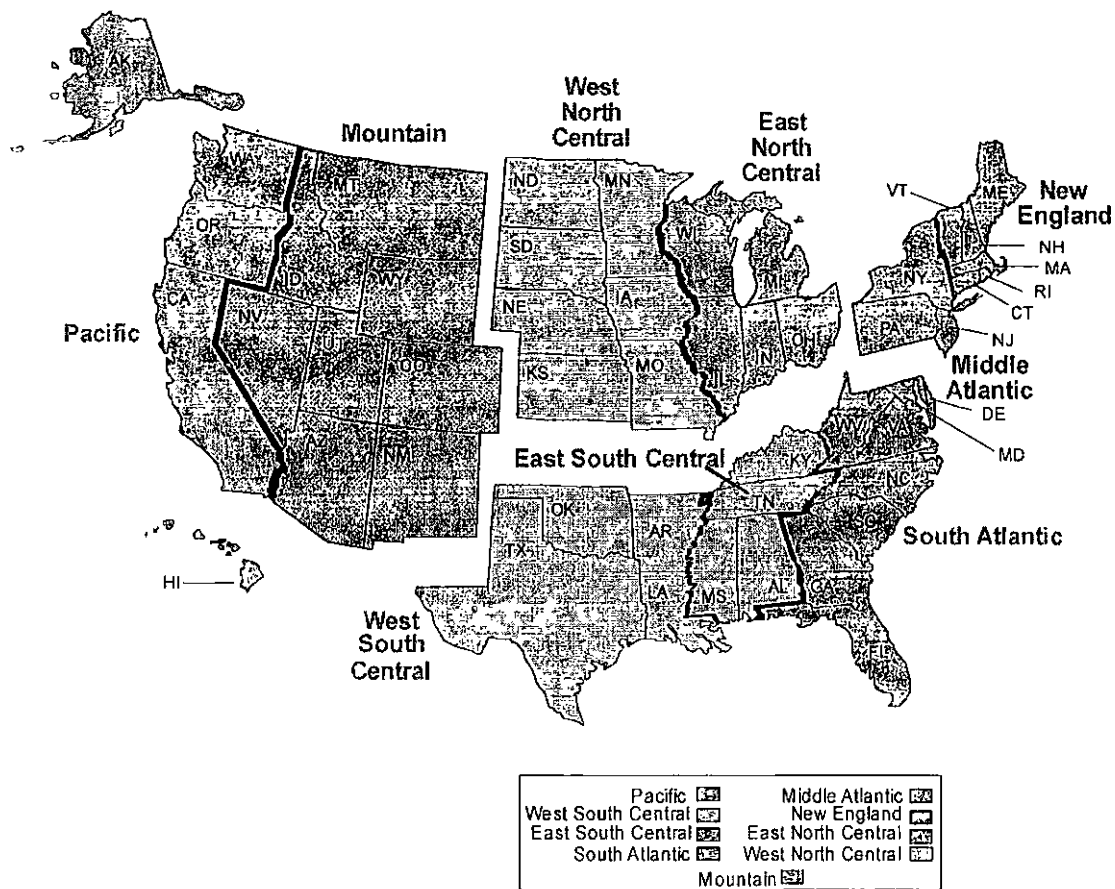 AK
West
North
Central
Mountain
East
North
Central
WA
MT
ND
MN
VT
ME
New
England
OR
ID
SD
WI
NH
MA
RI
CT
CA
WY
NE
IA
MI
NY
Pacific
NV
UT
CO
PA
NJ
KS
MO
IL
IN
OH
Middle
Atlantic
DE
MD
AZ
NM
East South Central
KY
WV
VA
TN
NC
OK
AR
SC
South Atlantic
TX
HI
LA
MS
AL
GA
West
South
Central
FL
Pacific
Middle Atlantic
West South Central
New England
East South Central
East North Central
South Atlantic
West North Central
Mountain